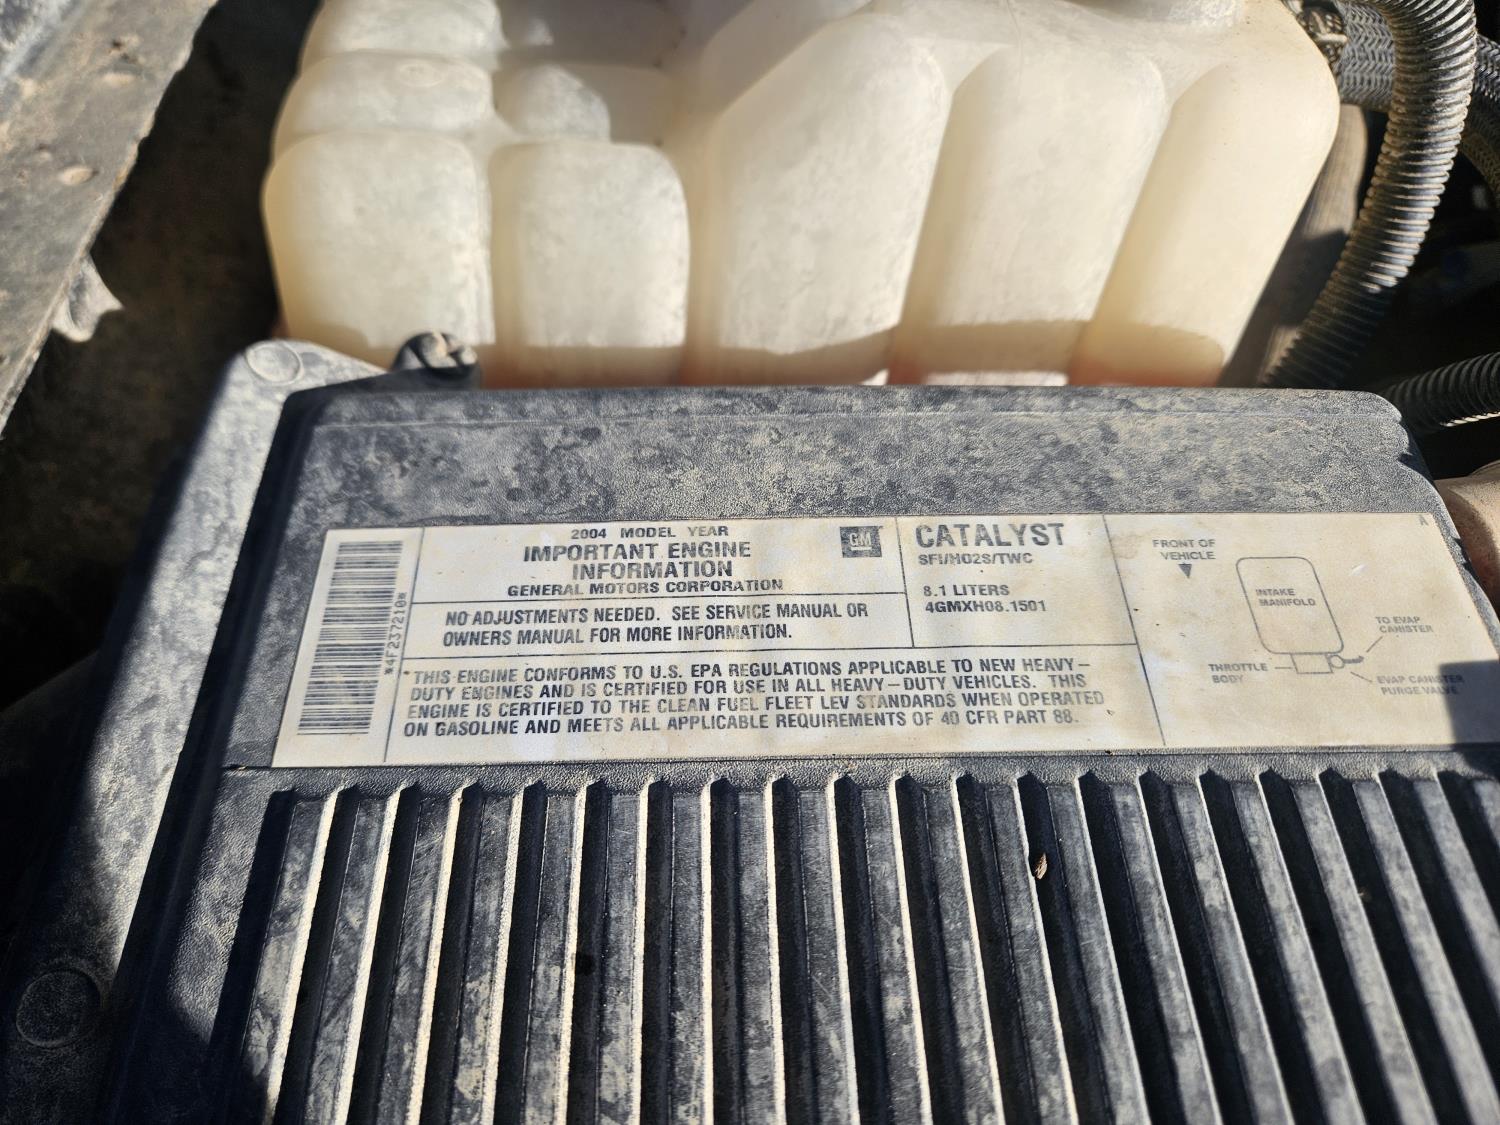 *4F237210*
2004 MODEL YEAR
IMPORTANT ENGINE
INFORMATION
GENERAL MOTORS CORPORATION
GM
NO ADJUSTMENTS NEEDED. SEE SERVICE MANUAL OR
OWNERS MANUAL FOR MORE INFORMATION.
CATALYST
SFI/HO2S/TWC
8.1 LITERS
4GMXH08.1501
THIS ENGINE CONFORMS TO U.S. EPA REGULATIONS APPLICABLE TO NEW HEAVY-
DUTY ENGINES AND IS CERTIFIED FOR USE IN ALL HEAVY-DUTY VEHICLES. THIS
ENGINE IS CERTIFIED TO THE CLEAN FUEL FLEET LEV STANDARDS WHEN OPERATED
ON GASOLINE AND MEETS ALL APPLICABLE REQUIREMENTS OF 40 CFR PART 88.
A
FRONT OF
VEHICLE
INTAKE
MANIFOLD
TO EVAP
CANISTER
THROTTLE
BODY
EVAP CANISTER
PURGE VALVE